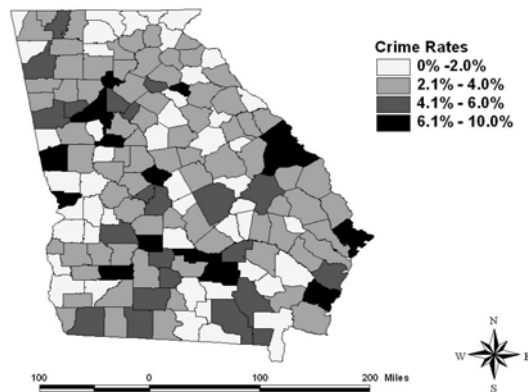 Crime Rates
0% -2.0%
2.1% - 4.0%
4.1% - 6.0%
6.1% - 10.0%
N
W E
S
100 0 100 200 Miles